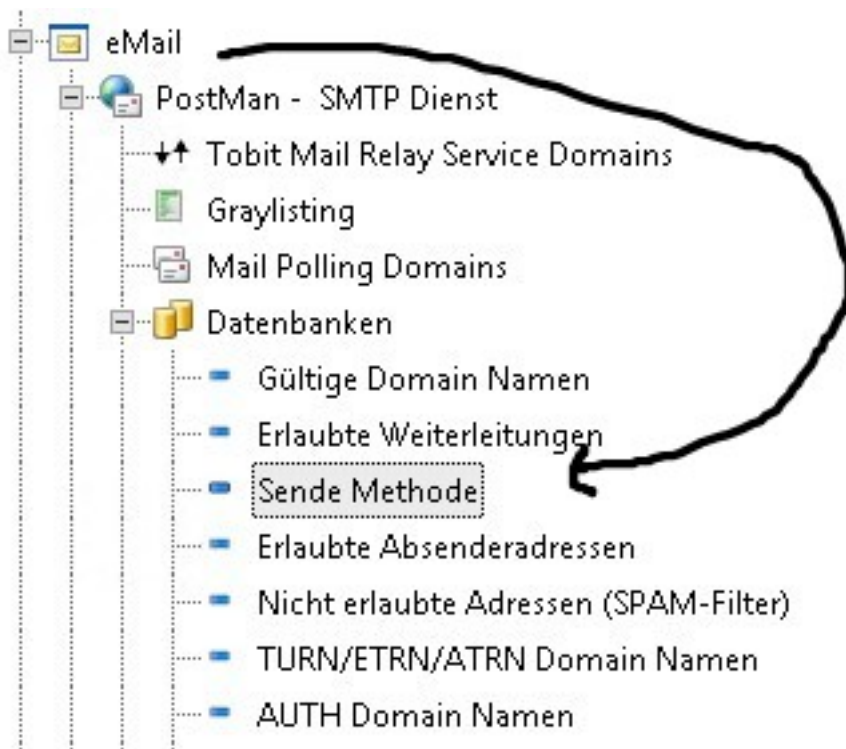 eMail
PostMan - SMTP Dienst
Tobit Mail Relay Service Domains
Graylisting
Mail Polling Domains
Datenbanken
Gültige Domain Namen
Erlaubte Weiterleitungen
Sende Methode
Erlaubte Absenderadressen
Nicht erlaubte Adressen (SPAM-Filter)
TURN/ETRN/ATRN Domain Namen
AUTH Domain Namen